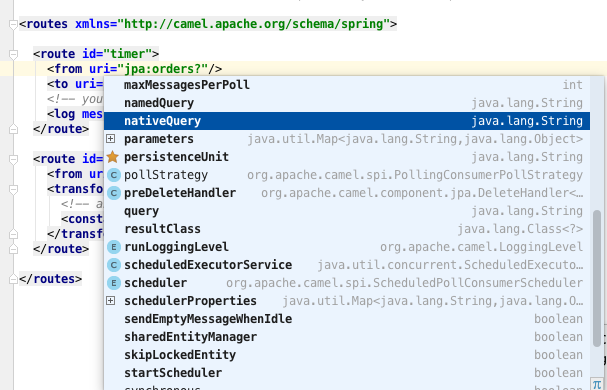 <routes xmlns="http://camel.apache.org/schema/spring">
<route id="timer">
<from uri="jpa:orders?"/>
<to uri=
<!-- you
<log mes
</route>
<route id=
<from u
<transfo
<!-- a
<const
</transf
</route>
</routes>
maxMessagesPerPoll int
namedQuery java.lang.String
nativeQuery java.lang.String
parameters java.util.Map<java.lang.String,java.lang.Object>
persistenceUnit java.lang.String
pollStrategy org.apache.camel.spi.PollingConsumerPollStrategy
preDeleteHandler org.apache.camel.component.jpa.DeleteHandler<…
query java.lang.String
resultClass java.lang.Class<?>
runLoggingLevel org.apache.camel.LoggingLevel
scheduledExecutorService java.util.concurrent.ScheduledExecuto…
scheduler org.apache.camel.spi.ScheduledPollConsumerScheduler
schedulerProperties java.util.Map<java.lang.String,java.lang.O…
sendEmptyMessageWhenIdle boolean
sharedEntityManager boolean
skipLockedEntity boolean
startScheduler boolean
π